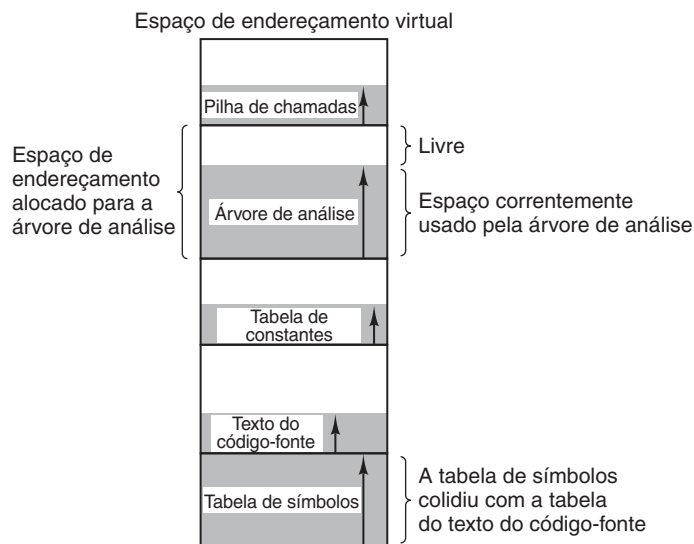 Espaço de endereçamento virtual
Pilha de chamadas
Livre
Espaço de
endereçamento
alocado para a
árvore de análise
Árvore de análise
Espaço correntemente
usado pela árvore de análise
Tabela de
constantes
Texto do
código-fonte
Tabela de símbolos
A tabela de símbolos
colidiu com a tabela
do texto do código-fonte